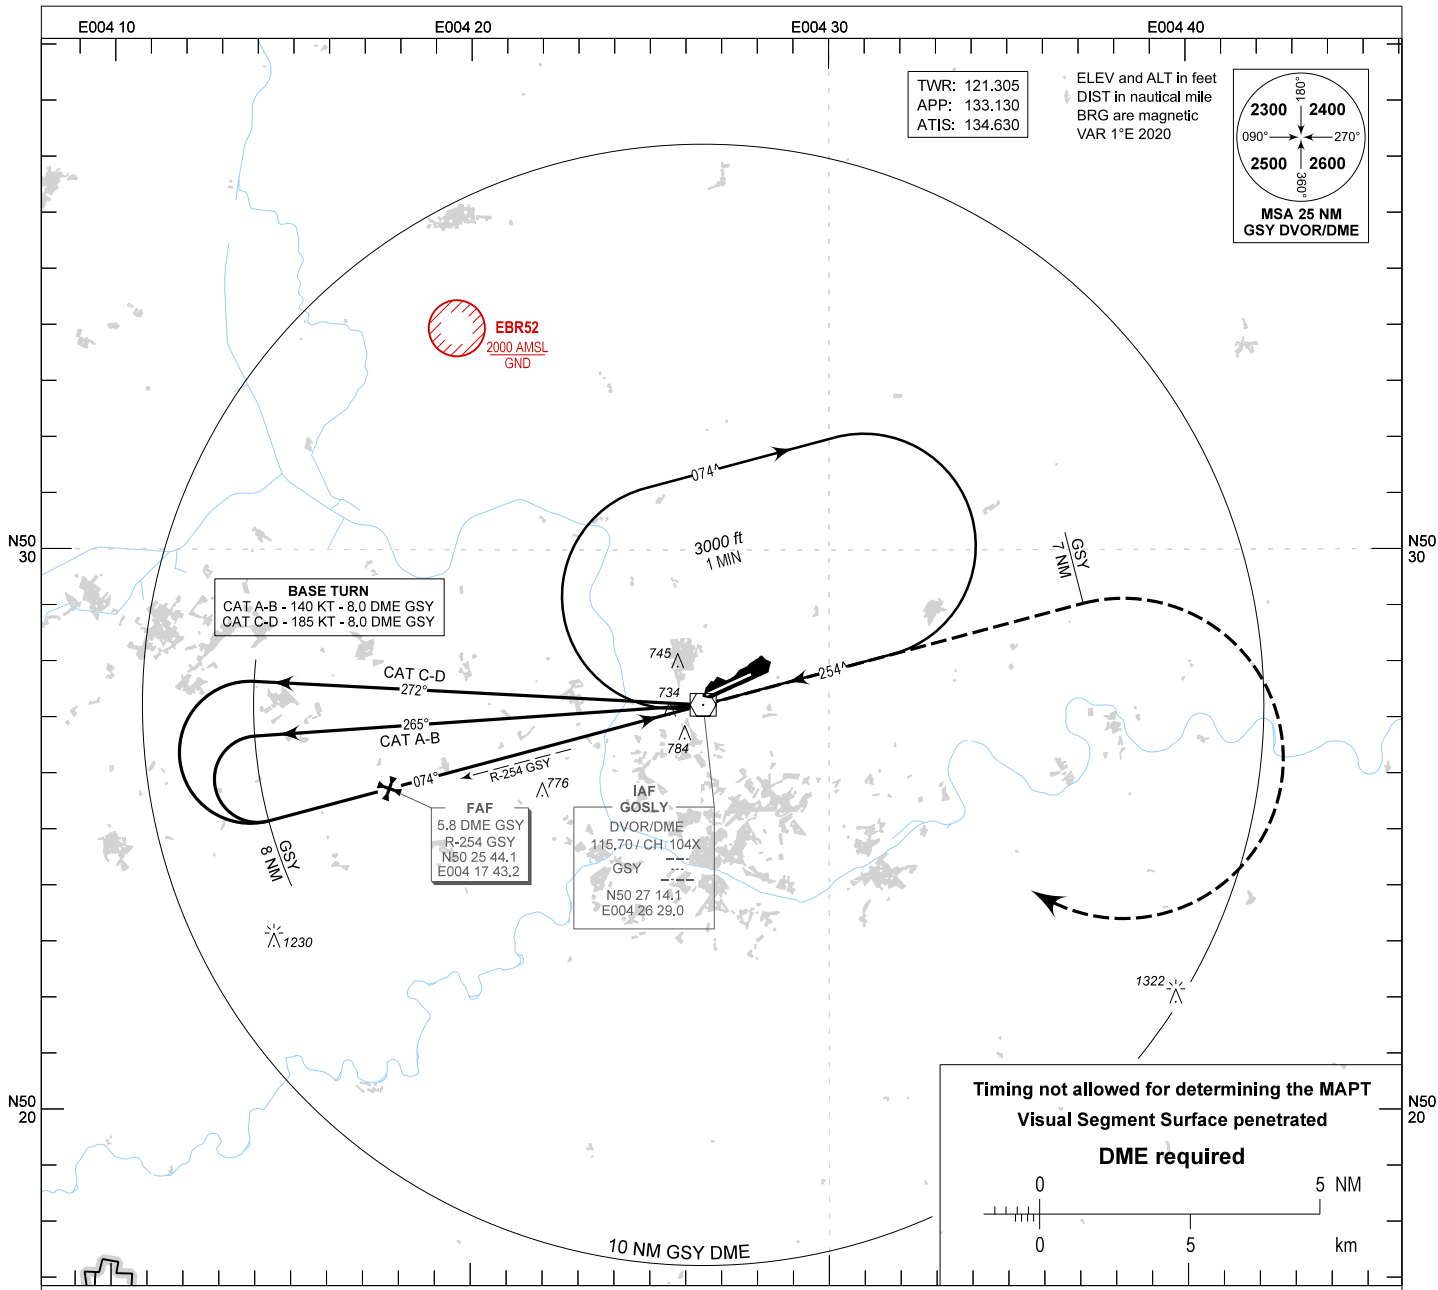 E004 10
E004 20
E004 30
E004 40
TWR: 121.305
APP: 133.130
ATIS: 134.630
ELEV and ALT in feet
DIST in nautical mile
BRG are magnetic
VAR 1°E 2020
180°
2300 2400
090° 270°
2500 2600
360°
MSA 25 NM
GSY DVOR/DME
EBR52
2000 AMSL
GND
074^
3000 ft
1 MIN
254^
GSY
7 NM
N50
30
N50
30
BASE TURN
CAT A-B - 140 KT - 8.0 DME GSY
CAT C-D - 185 KT - 8.0 DME GSY
745
734
784
776
CAT C-D
272°
265°
CAT A-B
074°
R-254 GSY
GSY
8 NM
FAF
5.8 DME GSY
R-254 GSY
N50 25 44.1
E004 17 43.2
IAF
GOSLY
DVOR/DME
115.70 / CH 104X
GSY
N50 27 14.1
E004 26 29.0
1230
1322
N50
20
N50
20
Timing not allowed for determining the MAPT
Visual Segment Surface penetrated
DME required
0 5 NM
0 5 km
10 NM GSY DME